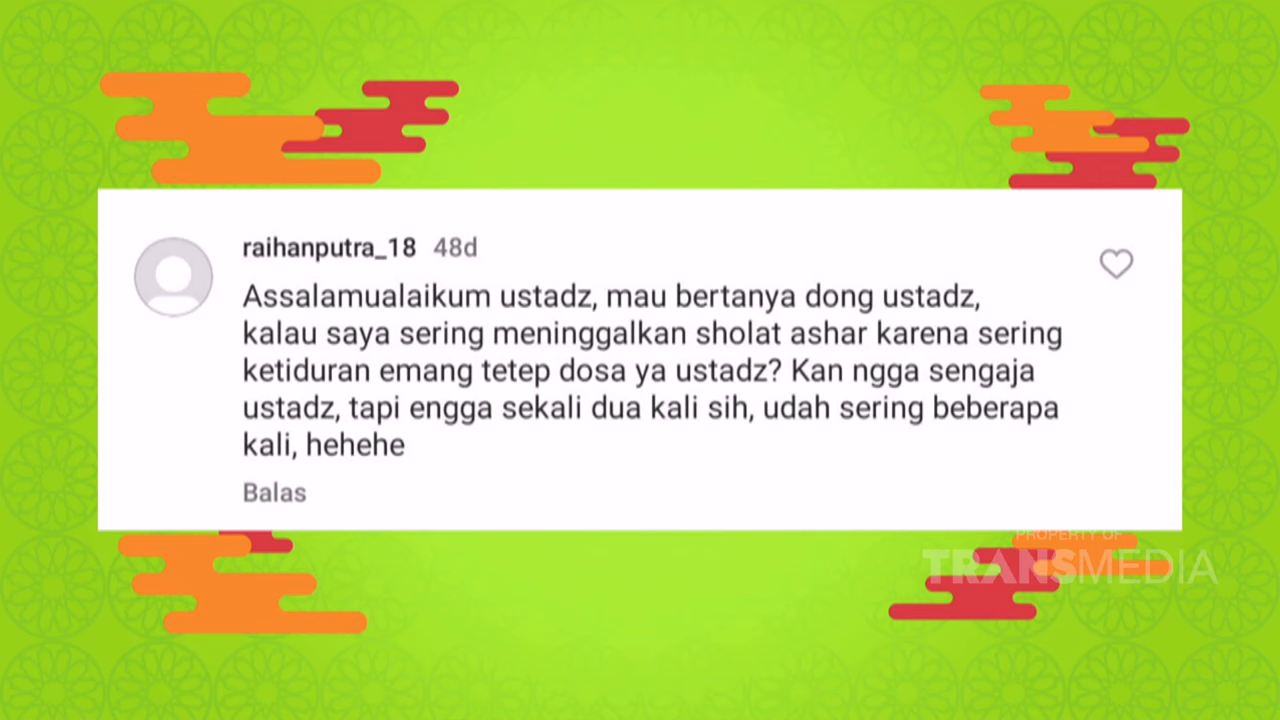 raihanputra_18 48d
Assalamualaikum ustadz, mau bertanya dong ustadz,
kalau saya sering meninggalkan sholat ashar karena sering
ketiduran emang tetep dosa ya ustadz? Kan ngga sengaja
ustadz, tapi engga sekali dua kali sih, udah sering beberapa
kali, hehehe
Balas
PROPERTY OF
TRANSMEDIA